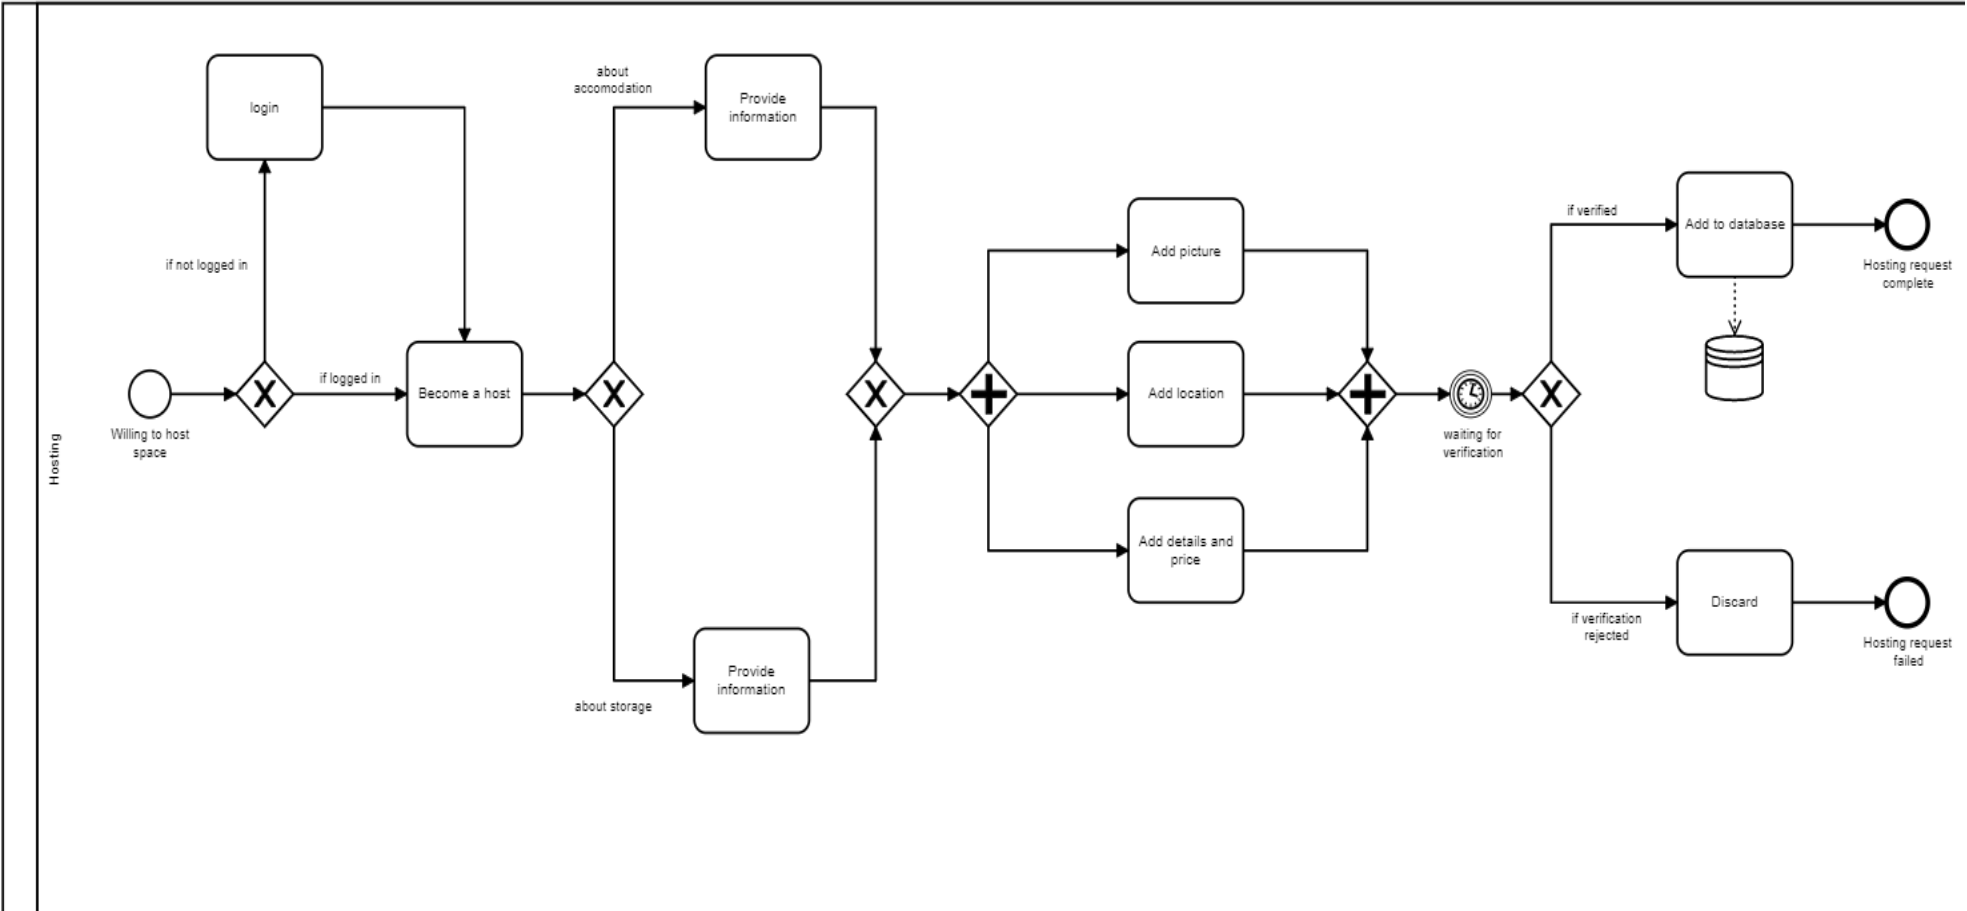 about
accomodation
Provide
information
login
Add picture
if verified
Add to database
if not logged in
Hosting request
complete
if logged in
Become a host
Add location
Willing to host
space
waiting for
verification
Hosting
Add details and
price
Discard
if verification
rejected
Hosting request
failed
Provide
information
about storage